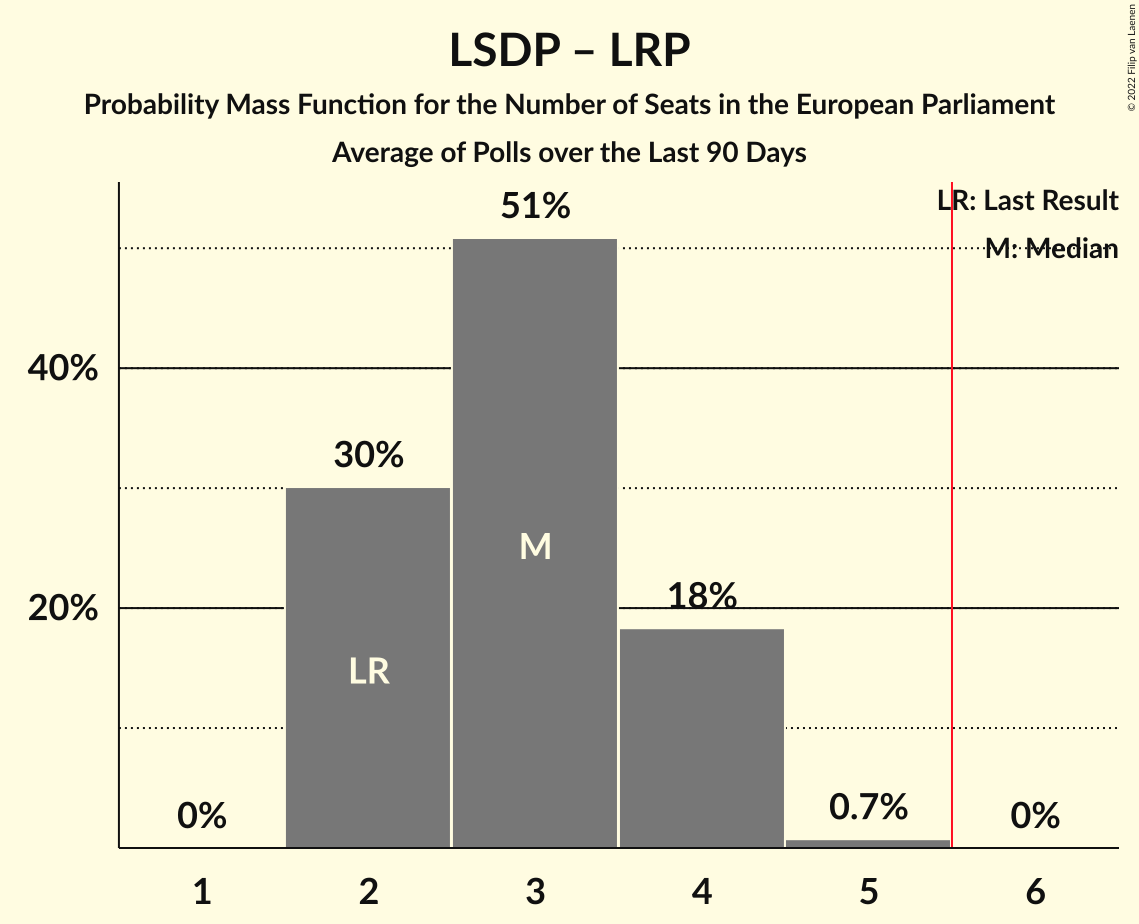 LSDP – LRP
Probability Mass Function for the Number of Seats in the European Parliament
Average of Polls over the Last 90 Days
© 2022 Filip van Laenen
LR: Last Result
M: Median
51%
40%
30%
M
20%
18%
LR
0%
0.7%
0%
1 2 3 4 5 6